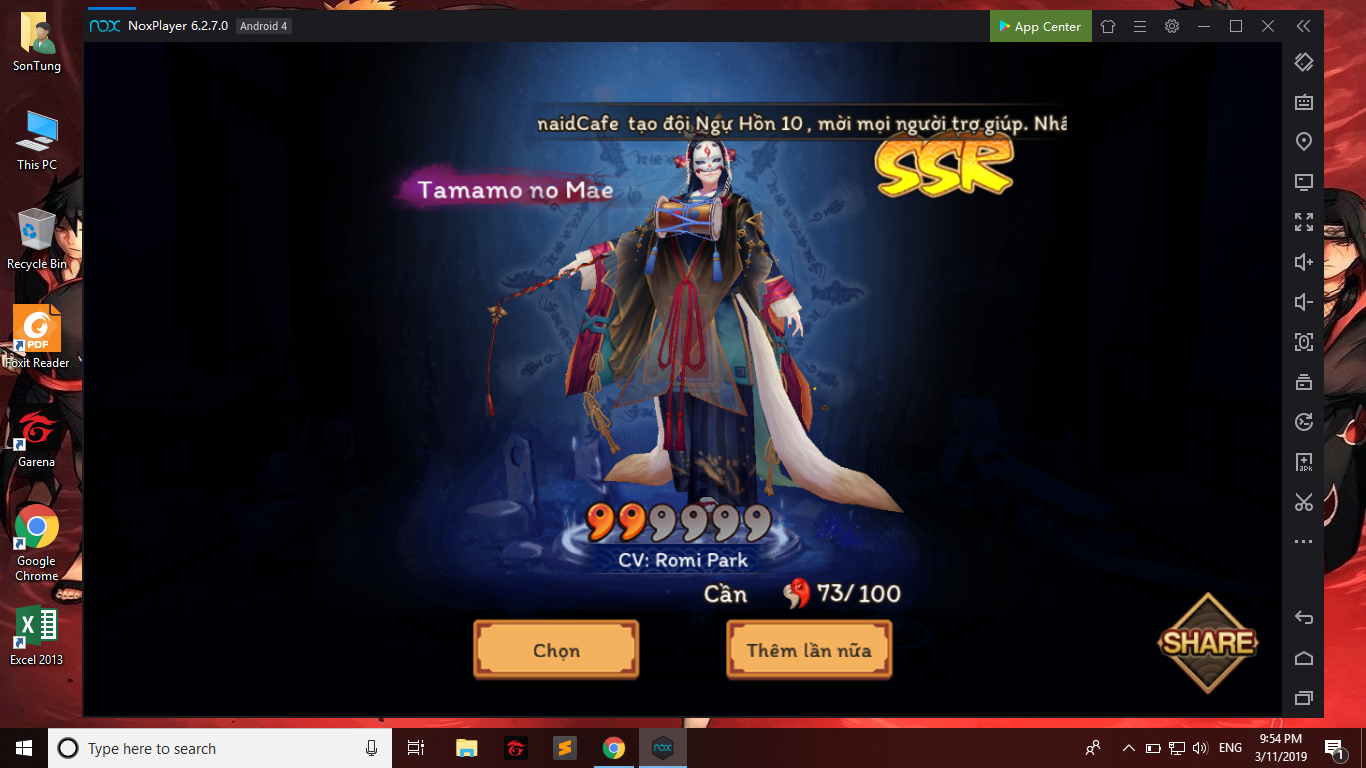 nox NoxPlayer 6.2.7.0 Android 4
App Center
SonTung
This PC
Recycle Bin
PDF
Foxit Reader
Garena
Google
Chrome
Excel 2013
naidCafe tạo đội Ngự Hồn 10 , mời mọi người trợ giúp. Nhấ
SSR
Tamamo no Mae
CV: Romi Park
Cần 73/100
Chọn
Thêm lần nữa
SHARE
Type here to search
nox
ENG
9:54 PM
3/11/2019
1